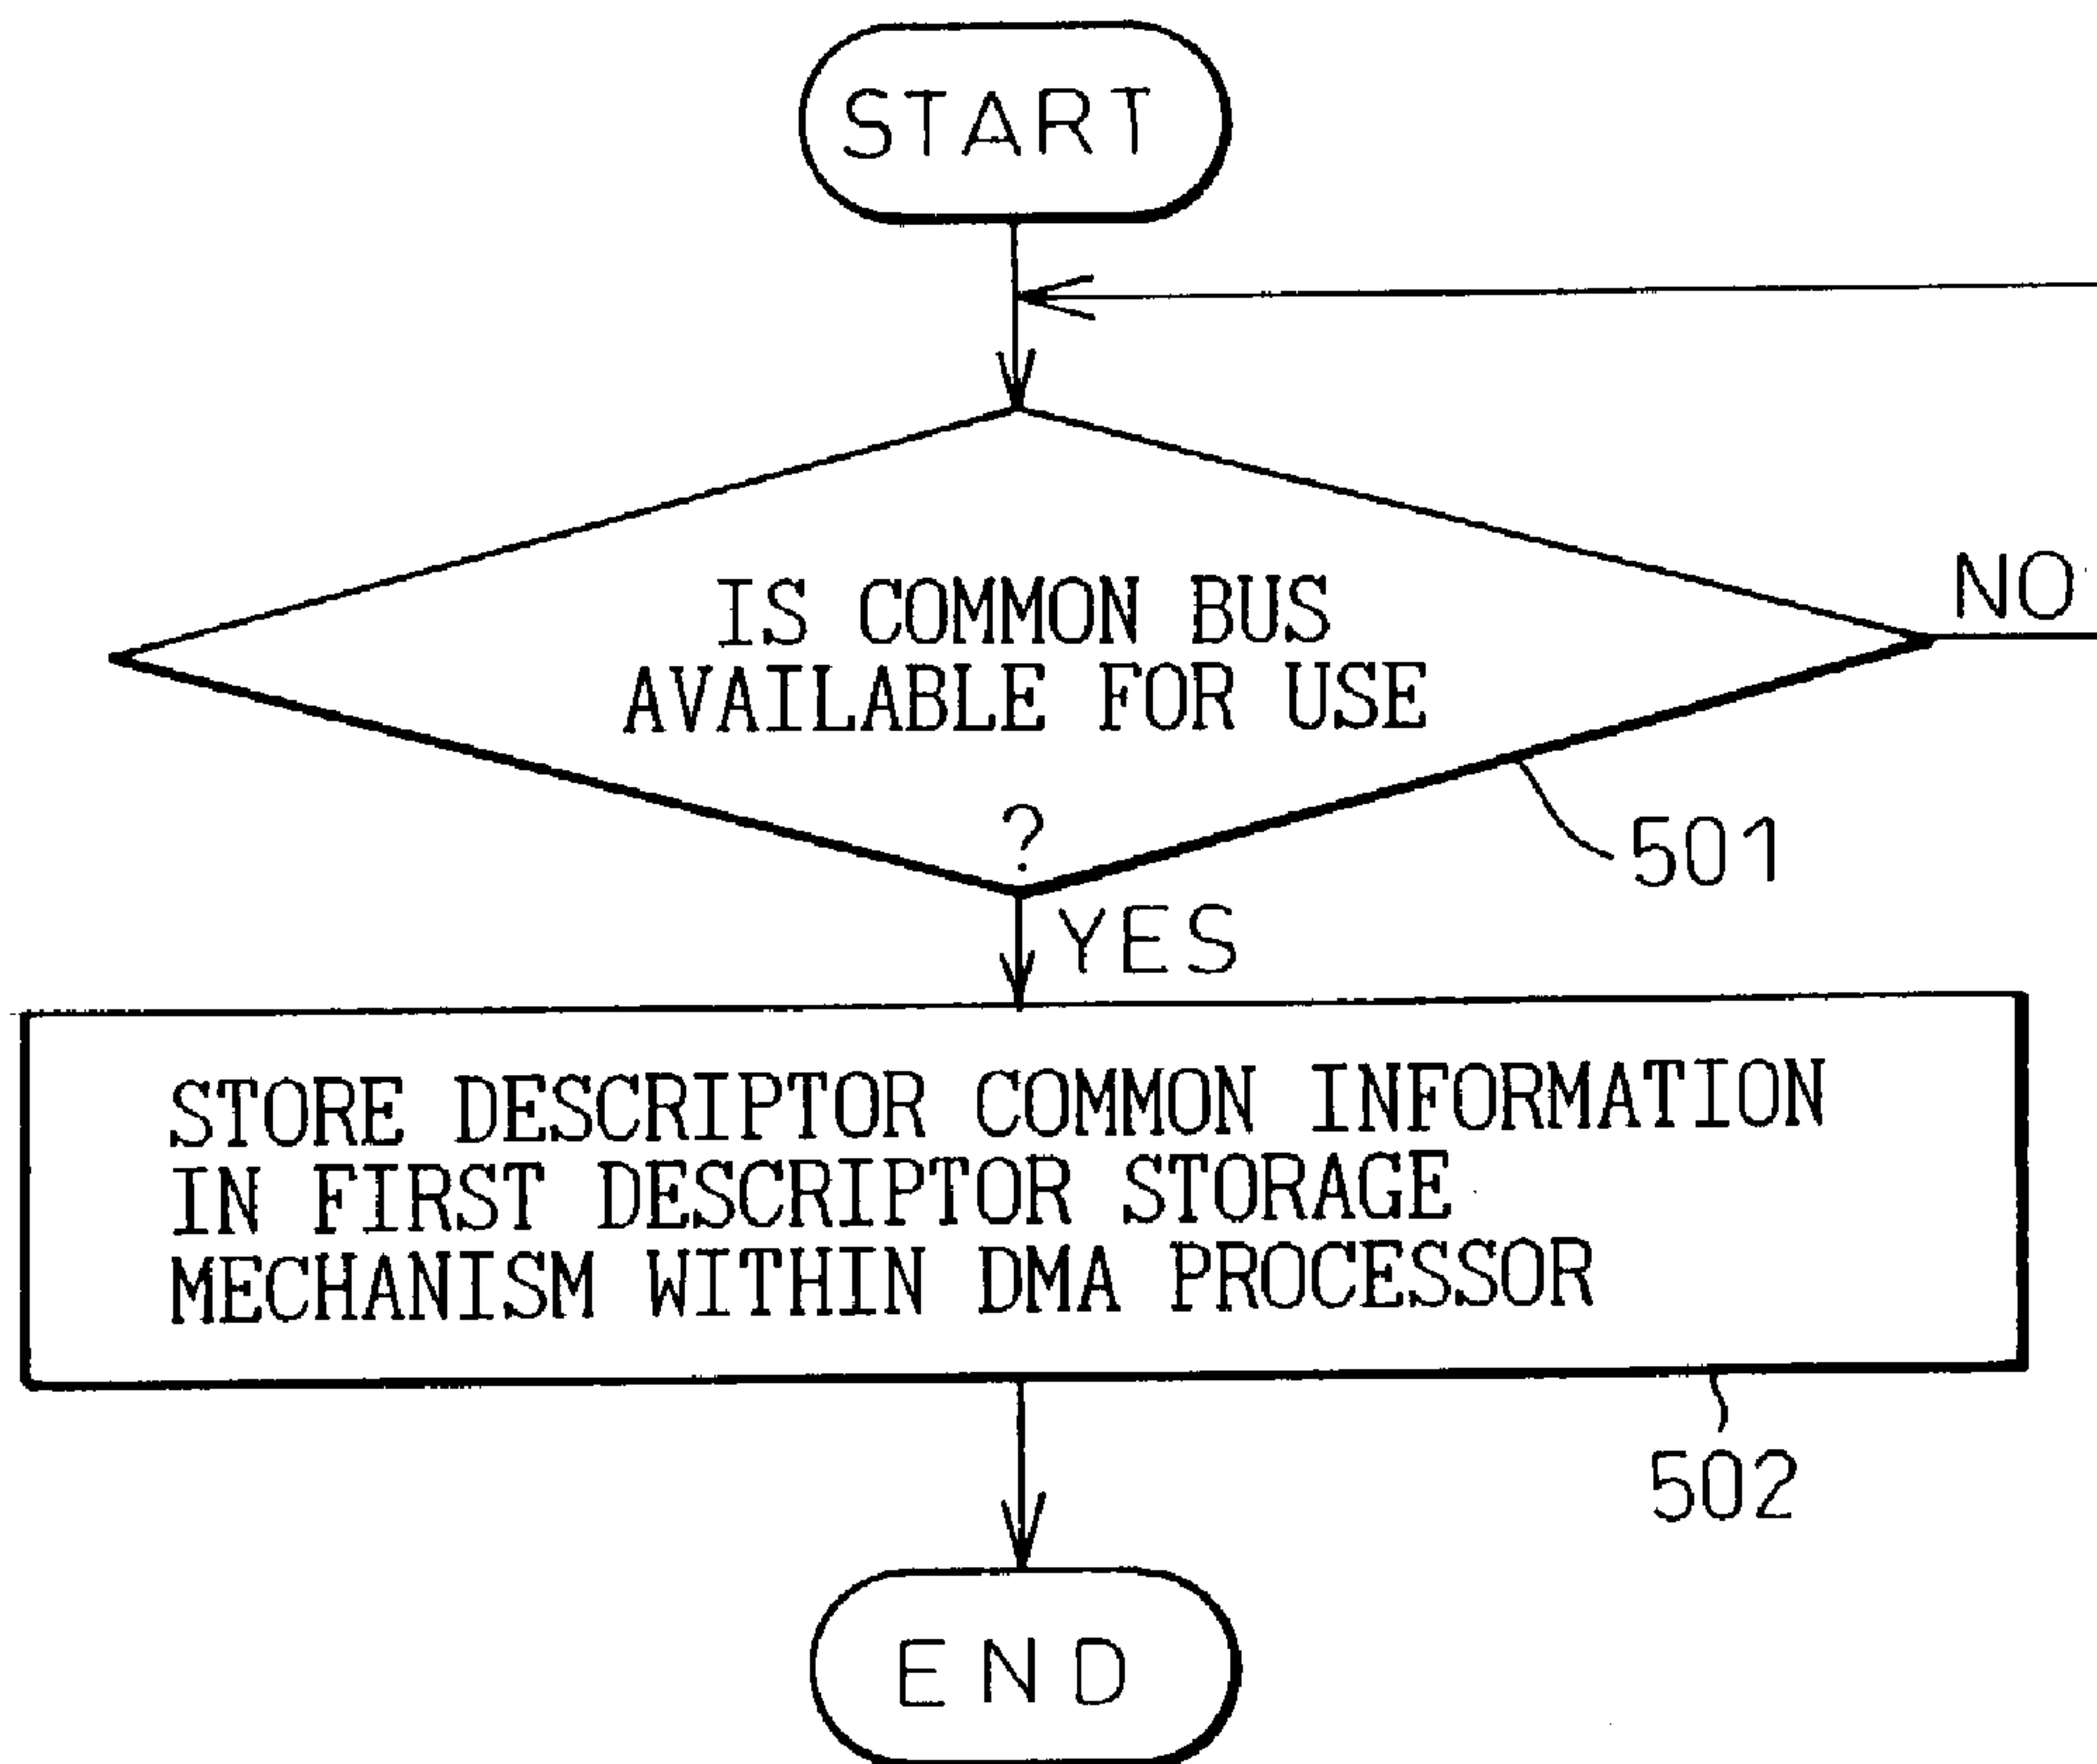 START
IS COMMON BUS
AVAILABLE FOR USE
?
NO
501
YES
STORE DESCRIPTOR COMMON INFORMATION
IN FIRST DESCRIPTOR STORAGE
MECHANISM WITHIN DMA PROCESSOR
502
END